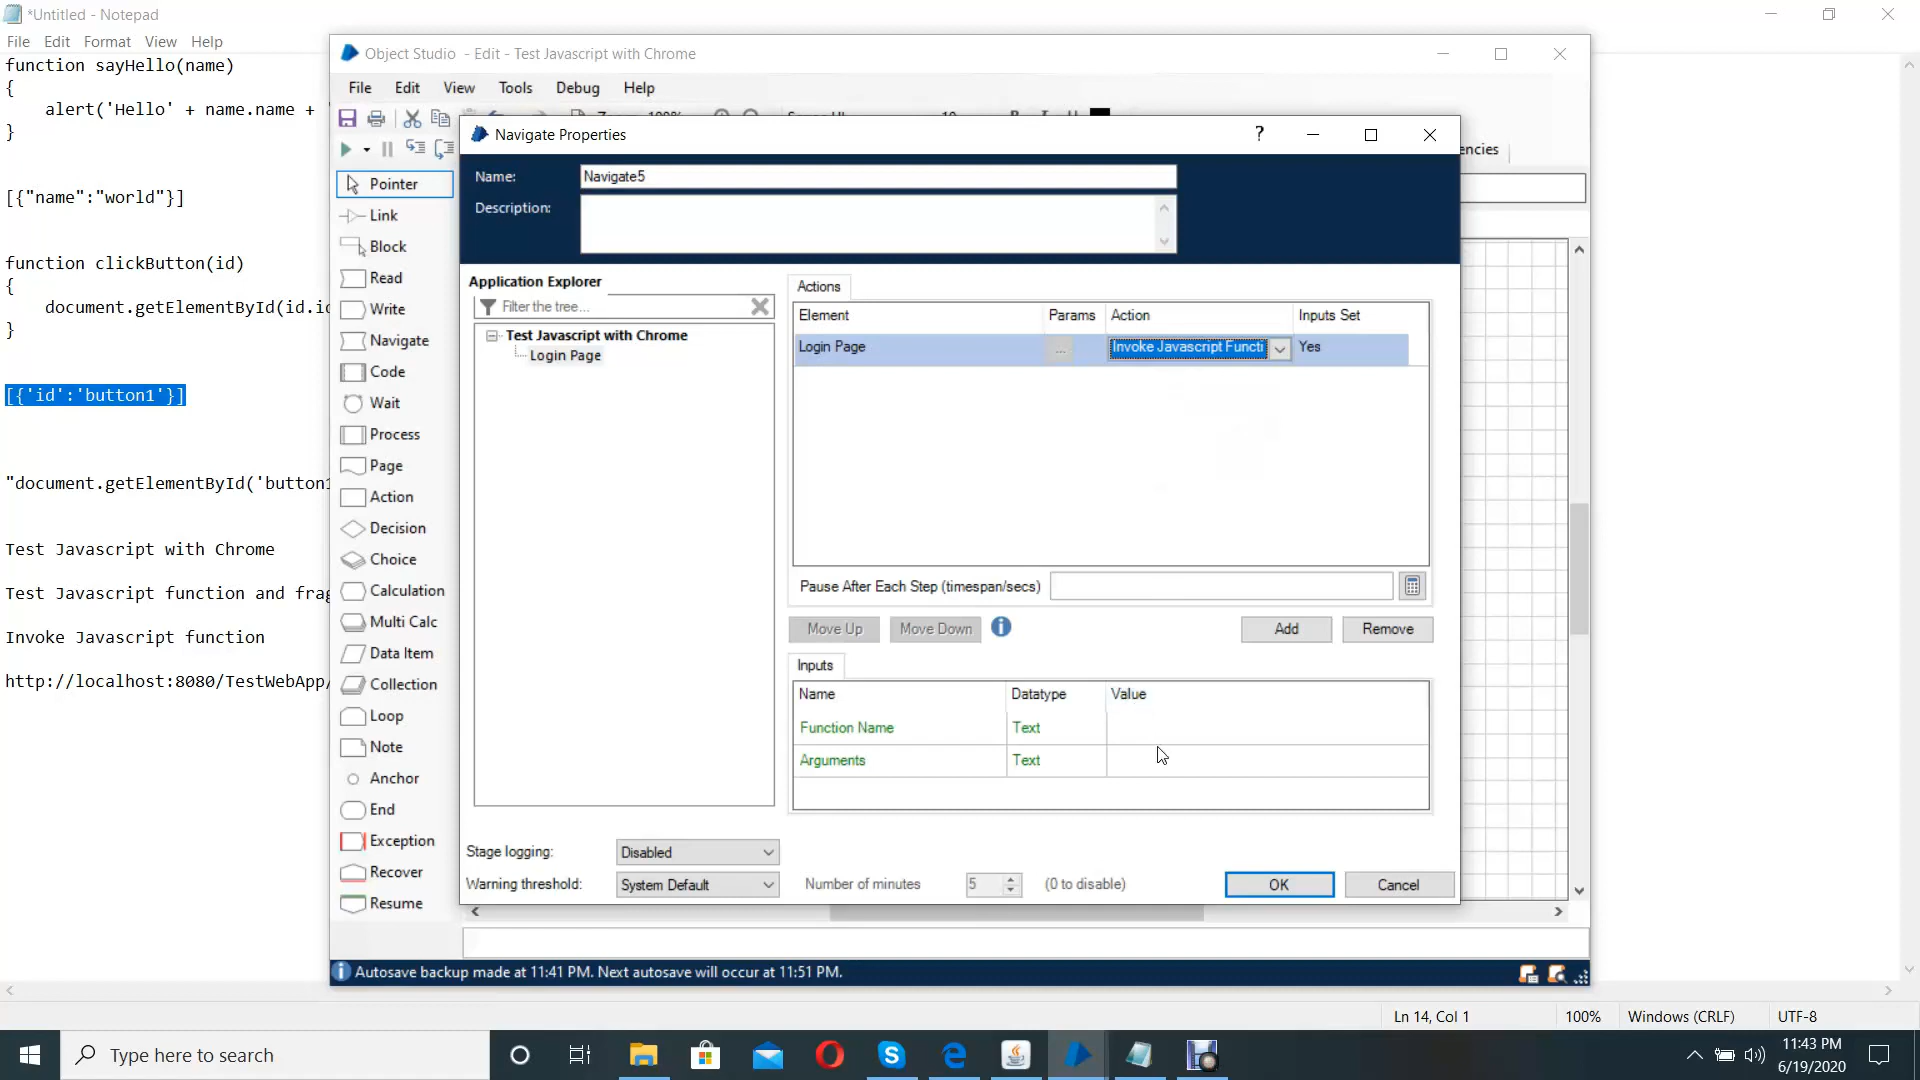 *Untitled - Notepad
File Edit Format View Help
function sayHello(name)
{
alert('Hello' + name.name +
}
[{"name":"world"}]
function clickButton(id)
{
document.getElementById(id.id
}
[{'id':'button1'}]
"document.getElementById('button1
Test Javascript with Chrome
Test Javascript function and frag
Invoke Javascript function
http://localhost:8080/TestWebApp/
Object Studio - Edit - Test Javascript with Chrome
File Edit View Tools Debug Help
encies
Pointer
Link
Block
Read
Write
Navigate
Code
Wait
Process
Page
Action
Decision
Choice
Calculation
Multi Calc
Data Item
Collection
Loop
Note
Anchor
End
Exception
Recover
Resume
Navigate Properties
?
Name: Navigate5
Description:
Application Explorer
Filter the tree...
Test Javascript with Chrome
Login Page
Actions
Element Params Action Inputs Set
Login Page ... Invoke Javascript Functi Yes
Pause After Each Step (timespan/secs)
Move Up Move Down Add Remove
Inputs
Name Datatype Value
Function Name Text
Arguments Text
Stage logging: Disabled
Warning threshold: System Default Number of minutes 5 (0 to disable) OK Cancel
Autosave backup made at 11:41 PM. Next autosave will occur at 11:51 PM.
Ln 14, Col 1 100% Windows (CRLF) UTF-8
Type here to search
11:43 PM
6/19/2020